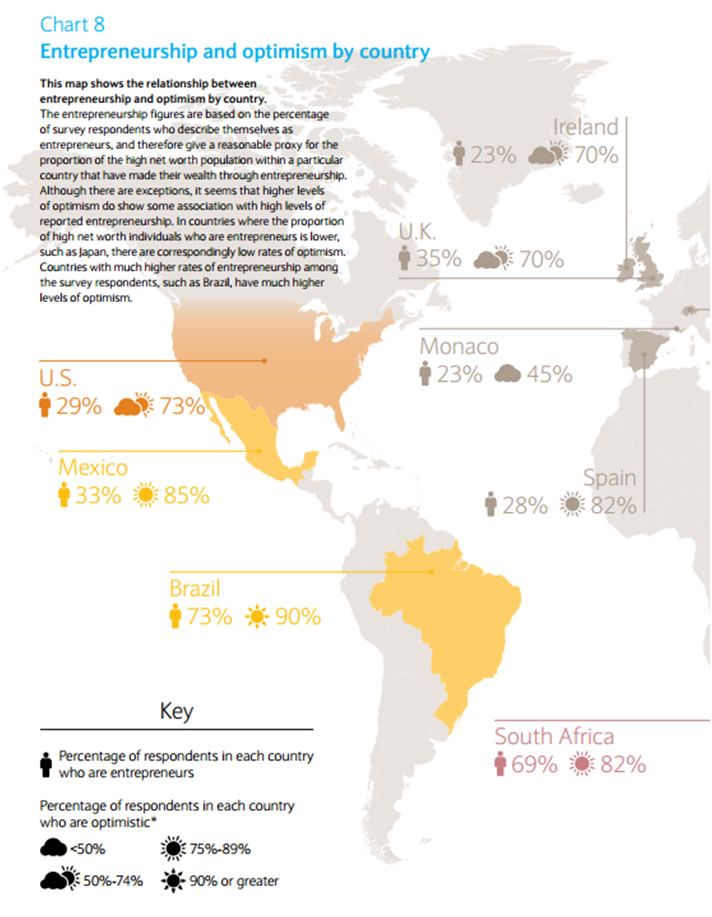 Chart 8
Entrepreneurship and optimism by country
This map shows the relationship between
entrepreneurship and optimism by country.
The entrepreneurship figures are based on the percentage
of survey respondents who describe themselves as
entrepreneurs, and therefore give a reasonable proxy for the
proportion of the high net worth population within a particular
country that have made their wealth through entrepreneurship.
Although there are exceptions, it seems that higher levels
of optimism do show some association with high levels of
reported entrepreneurship. In countries where the proportion
of high net worth individuals who are entrepreneurs is lower,
such as Japan, there are correspondingly low rates of optimism.
Countries with much higher rates of entrepreneurship among
the survey respondents, such as Brazil, have much higher
levels of optimism.
Ireland
23% 70%
U.K.
35% 70%
Monaco
23% 45%
U.S.
29% 73%
Mexico
33% 85%
Spain
28% 82%
Brazil
73% 90%
South Africa
69% 82%
Key
Percentage of respondents in each country
who are entrepreneurs
Percentage of respondents in each country
who are optimistic*
<50% 75%-89%
50%-74% 90% or greater